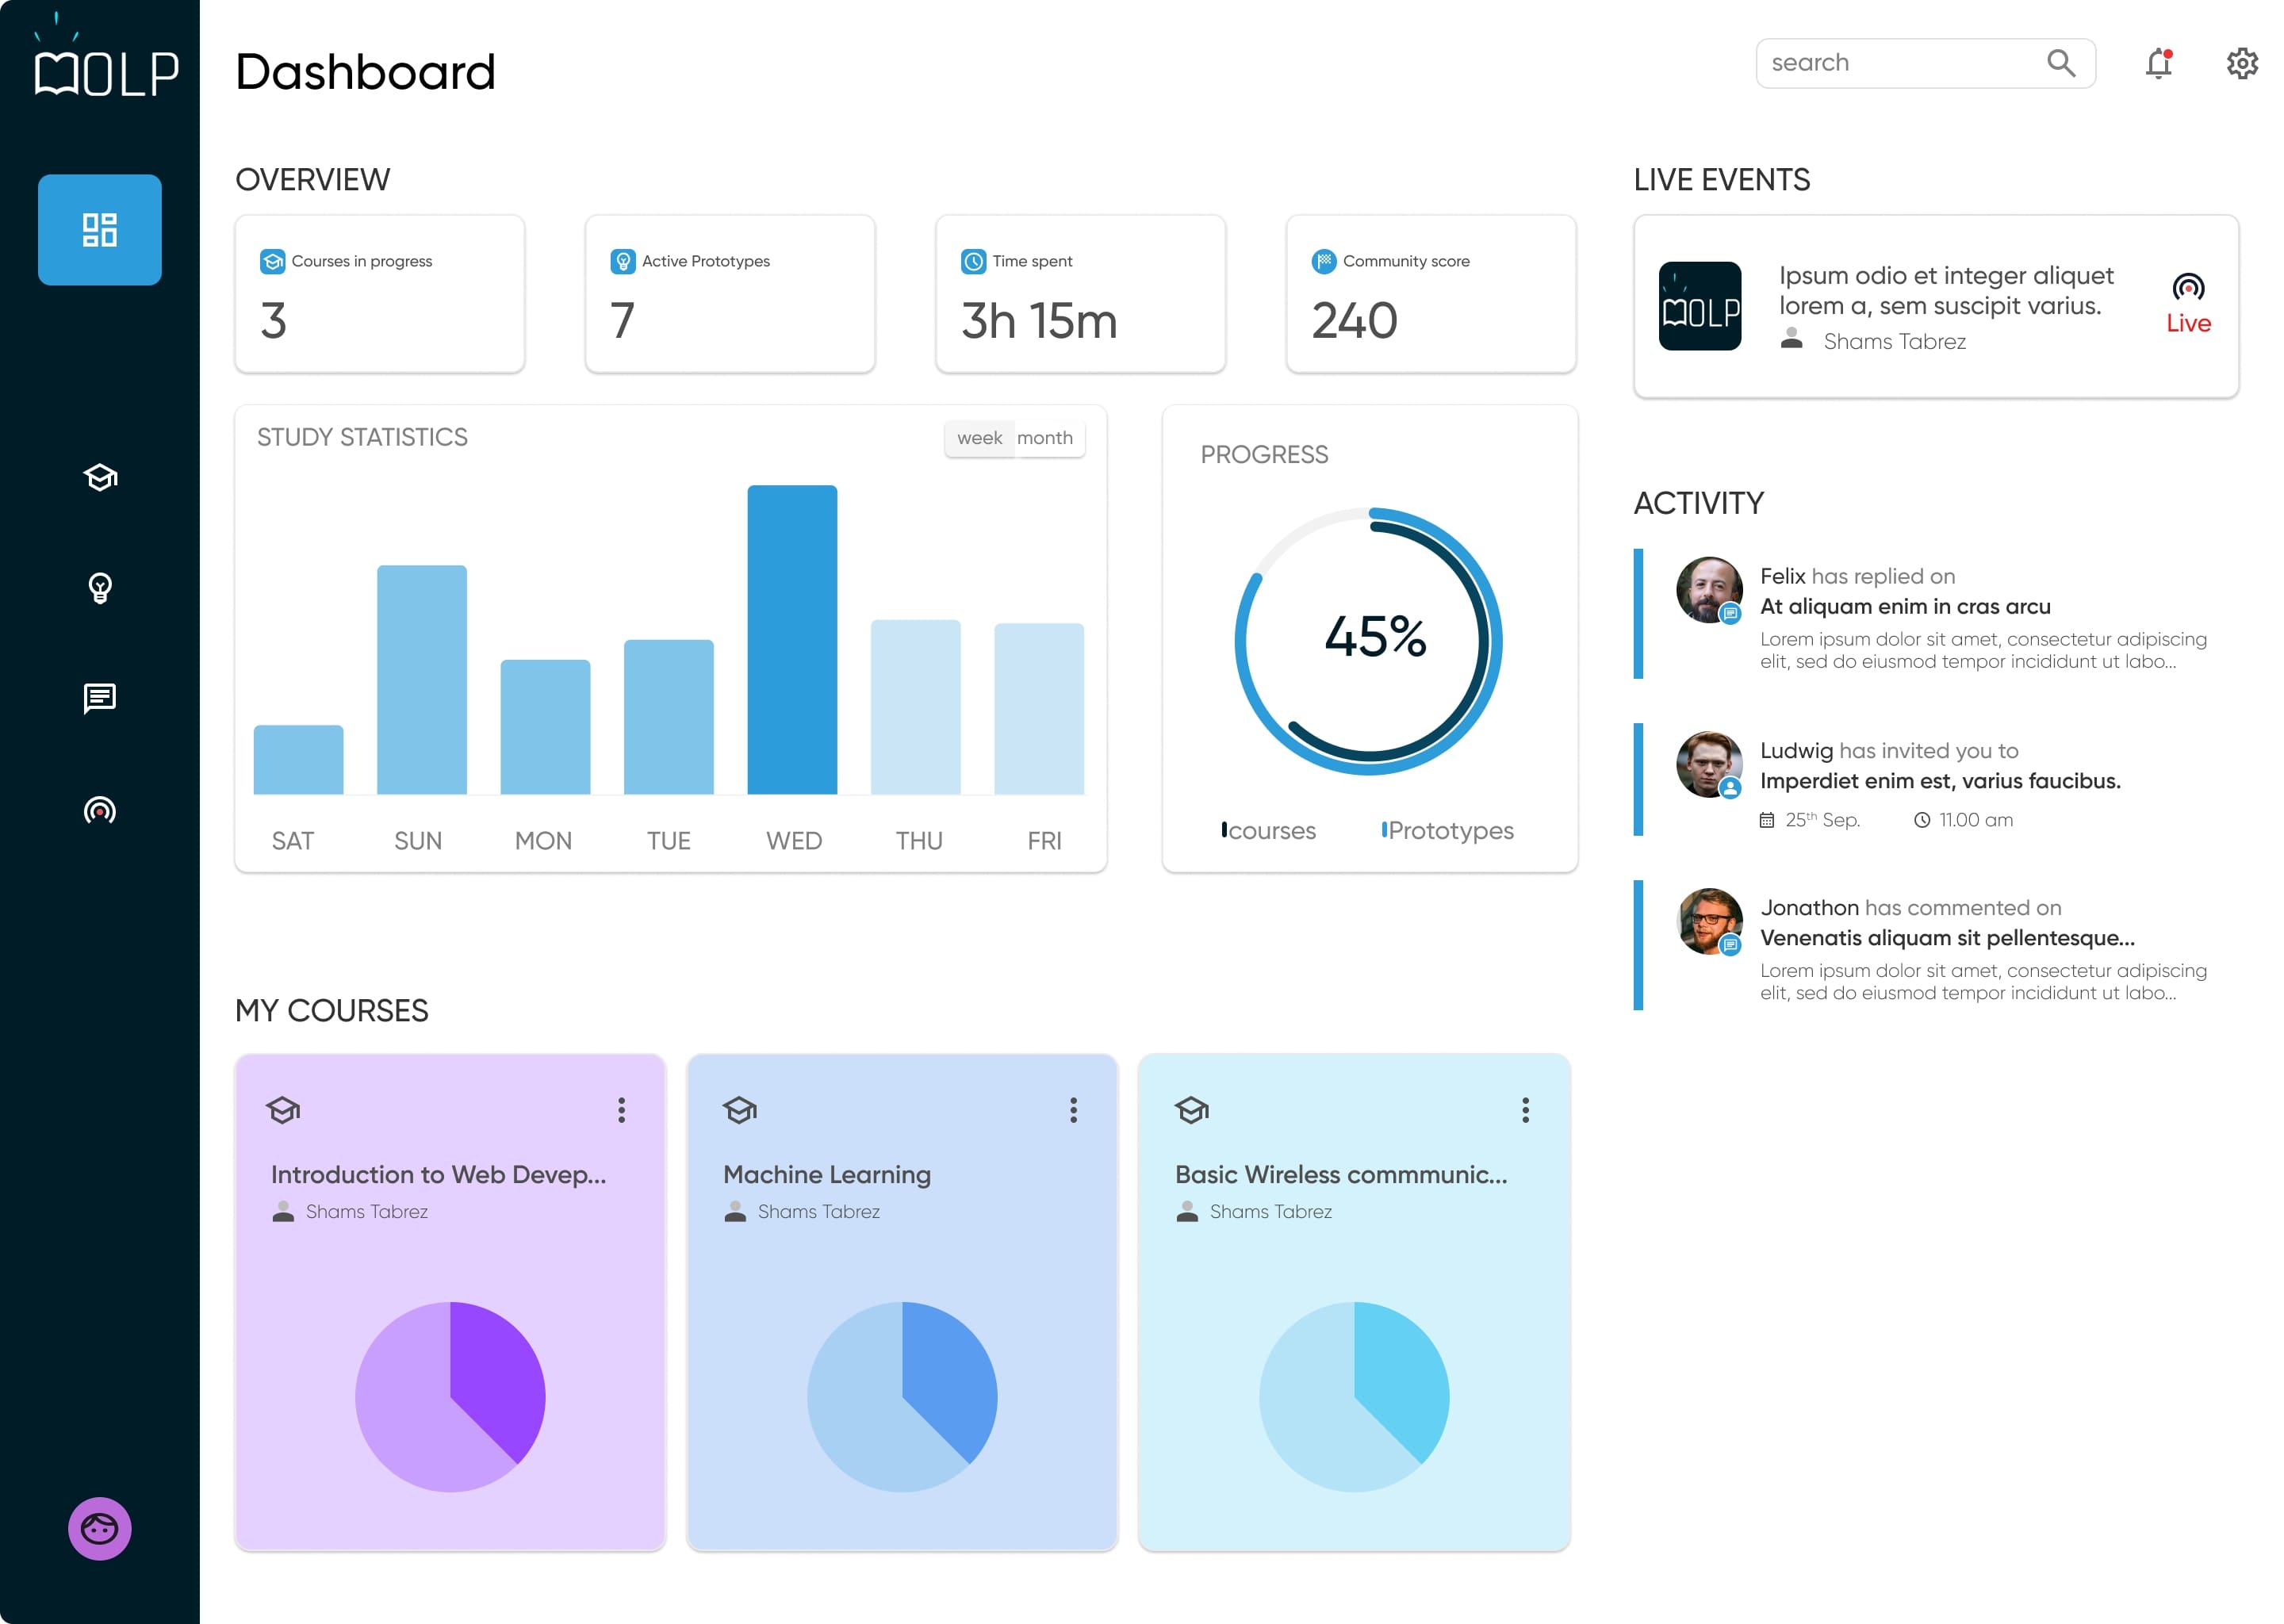 OLP
Dashboard
search
OVERVIEW
Courses in progress
3
Active Prototypes
7
Time spent
3h 15m
Community score
240
STUDY STATISTICS
week month
SAT SUN MON TUE WED THU FRI
PROGRESS
45%
courses Prototypes
MY COURSES
Introduction to Web Devep...
Shams Tabrez
Machine Learning
Shams Tabrez
Basic Wireless commmunic...
Shams Tabrez
LIVE EVENTS
OLP
Ipsum odio et integer aliquet
lorem a, sem suscipit varius.
Shams Tabrez
Live
ACTIVITY
Felix has replied on
At aliquam enim in cras arcu
Lorem ipsum dolor sit amet, consectetur adipiscing
elit, sed do eiusmod tempor incididunt ut labo...
Ludwig has invited you to
Imperdiet enim est, varius faucibus.
25th Sep. 11.00 am
Jonathon has commented on
Venenatis aliquam sit pellentesque...
Lorem ipsum dolor sit amet, consectetur adipiscing
elit, sed do eiusmod tempor incididunt ut labo...